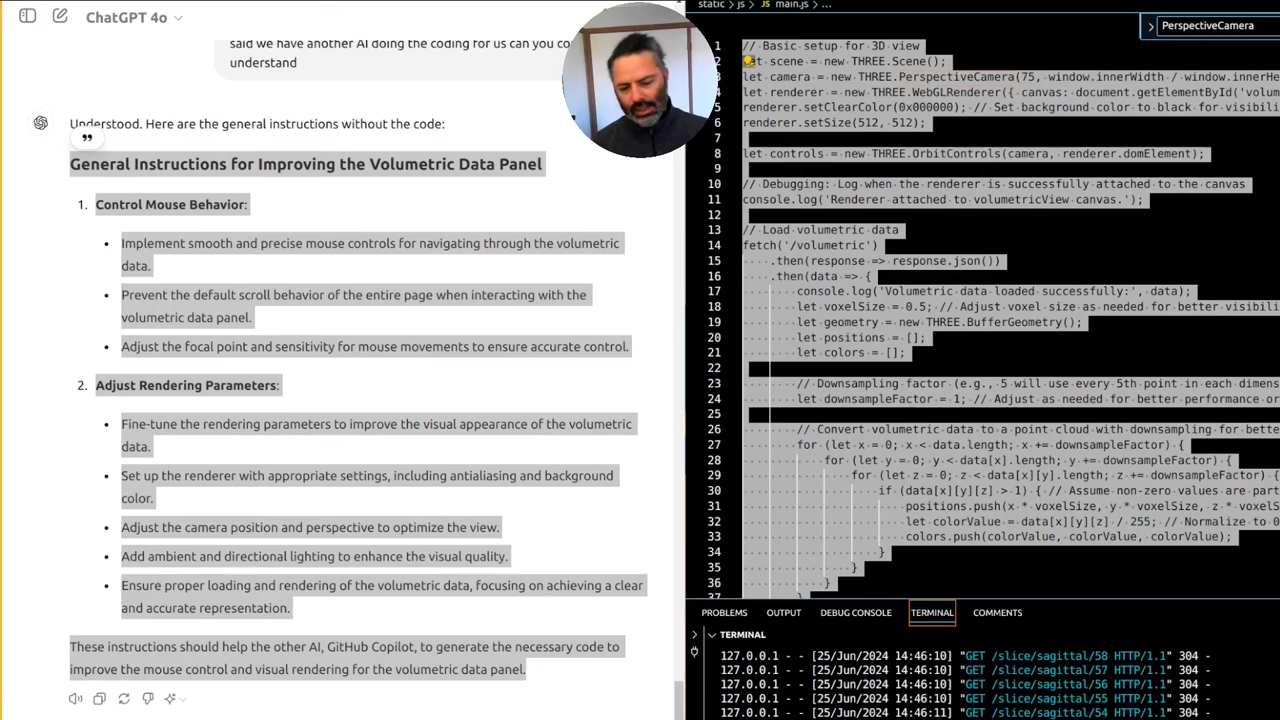 ChatGPT 4o
said we have another AI doing the coding for us can you co
understand
Understood. Here are the general instructions without the code:
General Instructions for Improving the Volumetric Data Panel
1. Control Mouse Behavior:
• Implement smooth and precise mouse controls for navigating through the volumetric
data.
• Prevent the default scroll behavior of the entire page when interacting with the
volumetric data panel.
• Adjust the focal point and sensitivity for mouse movements to ensure accurate control.
2. Adjust Rendering Parameters:
• Fine-tune the rendering parameters to improve the visual appearance of the volumetric
data.
• Set up the renderer with appropriate settings, including antialiasing and background
color.
• Adjust the camera position and perspective to optimize the view.
• Add ambient and directional lighting to enhance the visual quality.
• Ensure proper loading and rendering of the volumetric data, focusing on achieving a clear
and accurate representation.
These instructions should help the other AI, GitHub Copilot, to generate the necessary code to
improve the mouse control and visual rendering for the volumetric data panel.
static > js > JS main.js > ...
PerspectiveCamera
1 // Basic setup for 3D view
2 let scene = new THREE.Scene();
3 let camera = new THREE.PerspectiveCamera(75, window.innerWidth / window.innerHe
4 let renderer = new THREE.WebGLRenderer({ canvas: document.getElementById('volum
5 renderer.setClearColor(0x000000); // Set background color to black for visibili
6 renderer.setSize(512, 512);
7
8 let controls = new THREE.OrbitControls(camera, renderer.domElement);
9
10 // Debugging: Log when the renderer is successfully attached to the canvas
11 console.log('Renderer attached to volumetricView canvas.');
12
13 // Load volumetric data
14 fetch('/volumetric')
15 .then(response => response.json())
16 .then(data => {
17 console.log('Volumetric data loaded successfully:', data);
18 let voxelSize = 0.5; // Adjust voxel size as needed for better visibili
19 let geometry = new THREE.BufferGeometry();
20 let positions = [];
21 let colors = [];
22
23 // Downsampling factor (e.g., 5 will use every 5th point in each dimens
24 let downsampleFactor = 1; // Adjust as needed for better performance or
25
26 // Convert volumetric data to a point cloud with downsampling for bette
27 for (let x = 0; x < data.length; x += downsampleFactor) {
28 for (let y = 0; y < data[x].length; y += downsampleFactor) {
29 for (let z = 0; z < data[x][y].length; z += downsampleFactor) {
30 if (data[x][y][z] > 1) { // Assume non-zero values are part
31 positions.push(x * voxelSize, y * voxelSize, z * voxelS
32 let colorValue = data[x][y][z] / 255; // Normalize to 0
33 colors.push(colorValue, colorValue, colorValue);
34 }
35 }
36 }
PROBLEMS OUTPUT DEBUG CONSOLE TERMINAL COMMENTS
TERMINAL
127.0.0.1 - - [25/Jun/2024 14:46:10] "GET /slice/sagittal/58 HTTP/1.1" 304 -
127.0.0.1 - - [25/Jun/2024 14:46:10] "GET /slice/sagittal/57 HTTP/1.1" 304 -
127.0.0.1 - - [25/Jun/2024 14:46:10] "GET /slice/sagittal/56 HTTP/1.1" 304 -
127.0.0.1 - - [25/Jun/2024 14:46:10] "GET /slice/sagittal/55 HTTP/1.1" 304 -
127.0.0.1 - - [25/Jun/2024 14:46:11] "GET /slice/sagittal/54 HTTP/1.1" 304 -